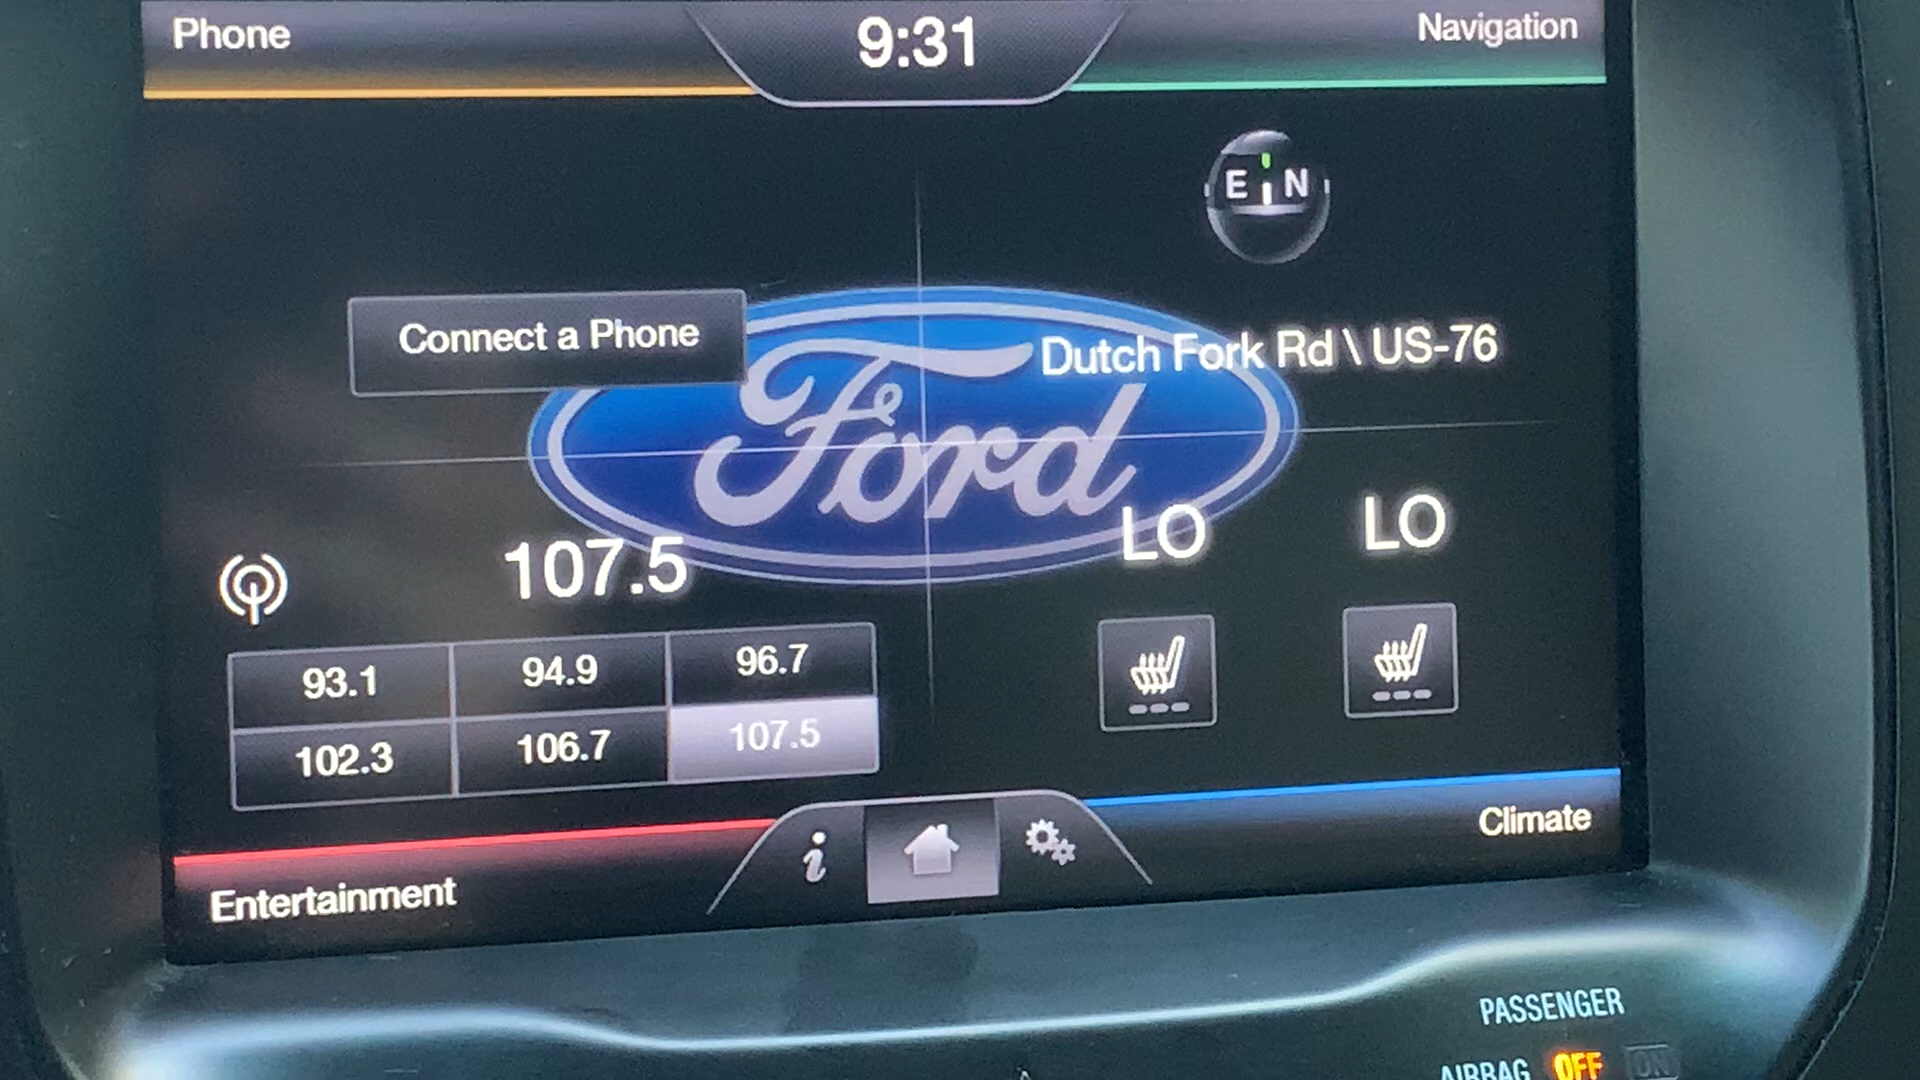 Phone
9:31
Navigation
E N
Connect a Phone
Dutch Fork Rd \ US-76
Ford
107.5
LO
LO
93.1
94.9
96.7
102.3
106.7
107.5
Entertainment
i
Climate
PASSENGER
AIRBAG OFF ON